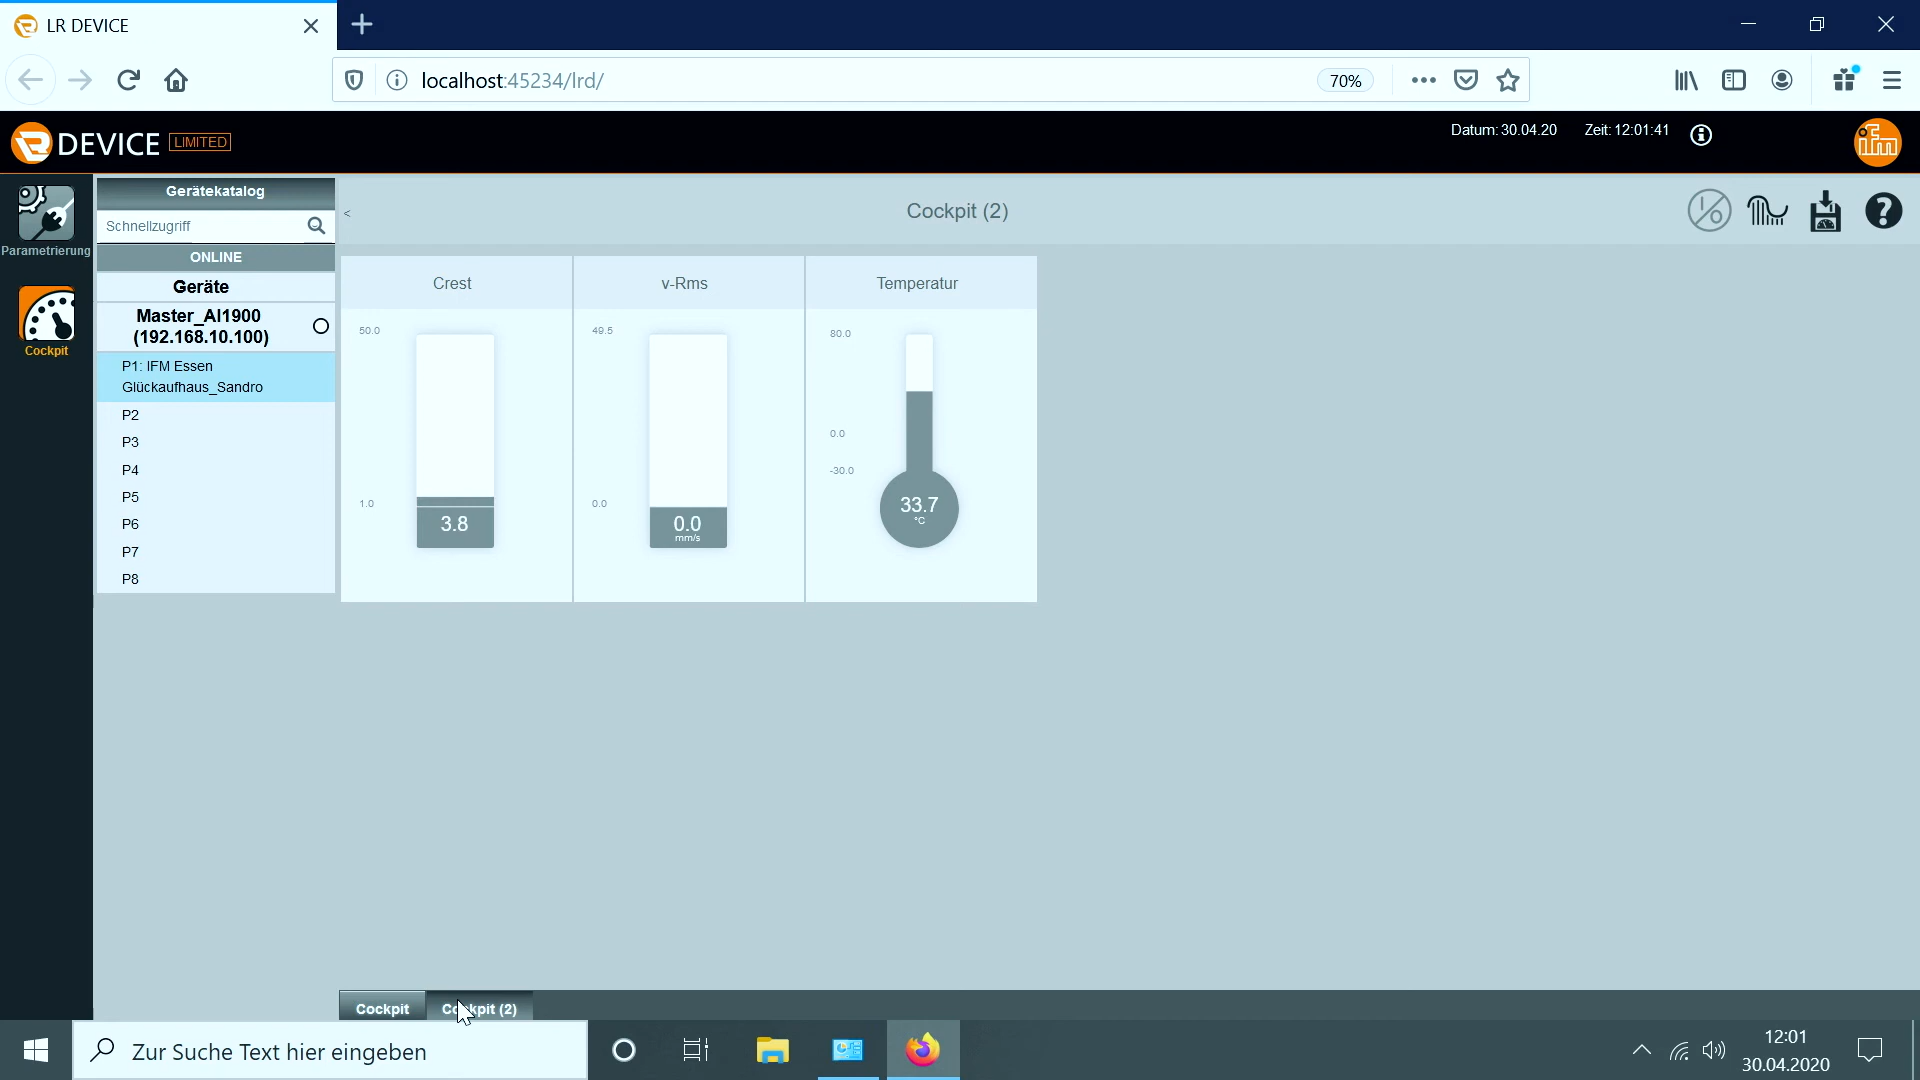 LR DEVICE
localhost:45234/lrd/
70%
DEVICE LIMITED
Datum: 30.04.20 Zeit: 12:01:41
ifm
Parametrierung
Cockpit
Gerätekatalog
Schnellzugriff
ONLINE
Geräte
Master_AI1900
(192.168.10.100)
P1: IFM Essen
Glückaufhaus_Sandro
P2
P3
P4
P5
P6
P7
P8
<
Cockpit (2)
Crest
50.0
1.0
3.8
v-Rms
49.5
0.0
0.0
mm/s
Temperatur
80.0
0.0
-30.0
33.7
°C
Cockpit
Cockpit (2)
Zur Suche Text hier eingeben
12:01
30.04.2020